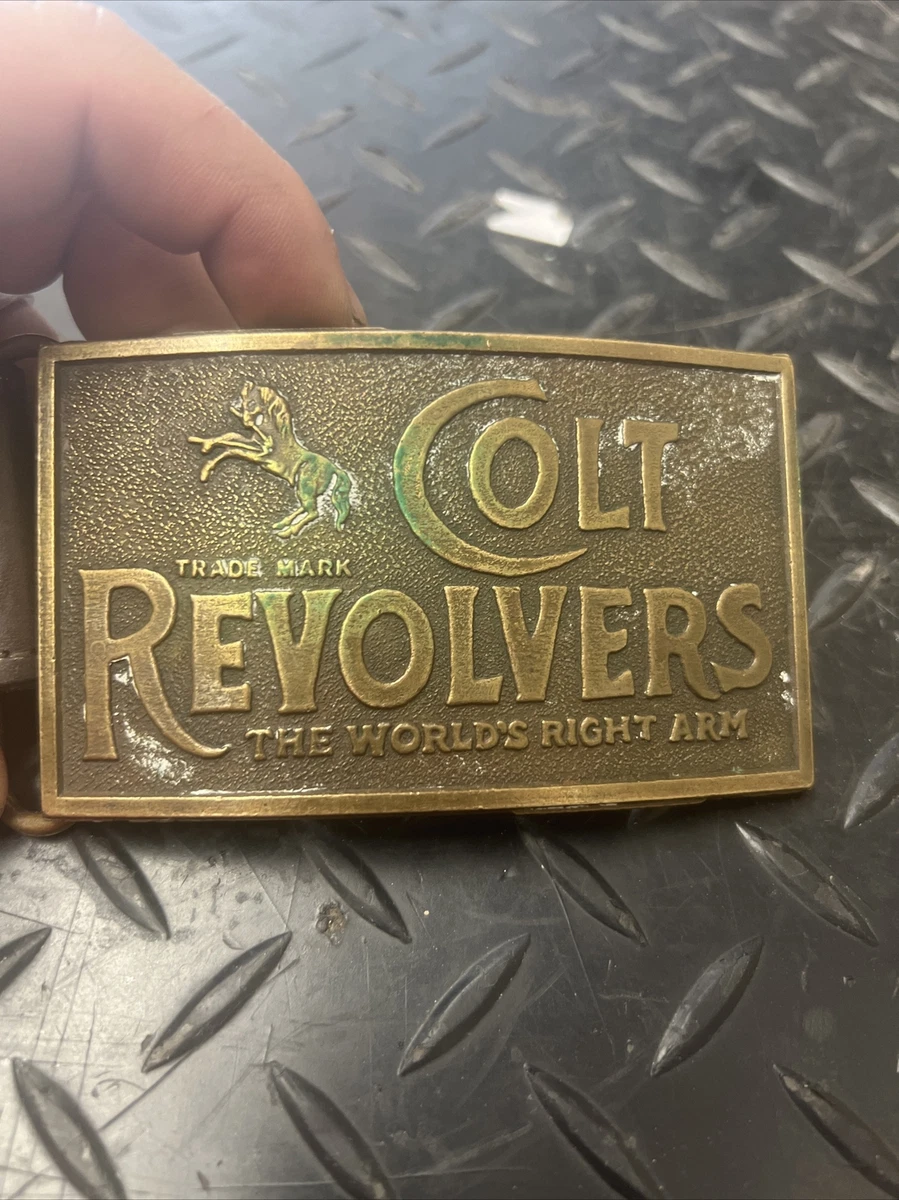 COLT
TRADE MARK
REVOLVERS
THE WORLD'S RIGHT ARM